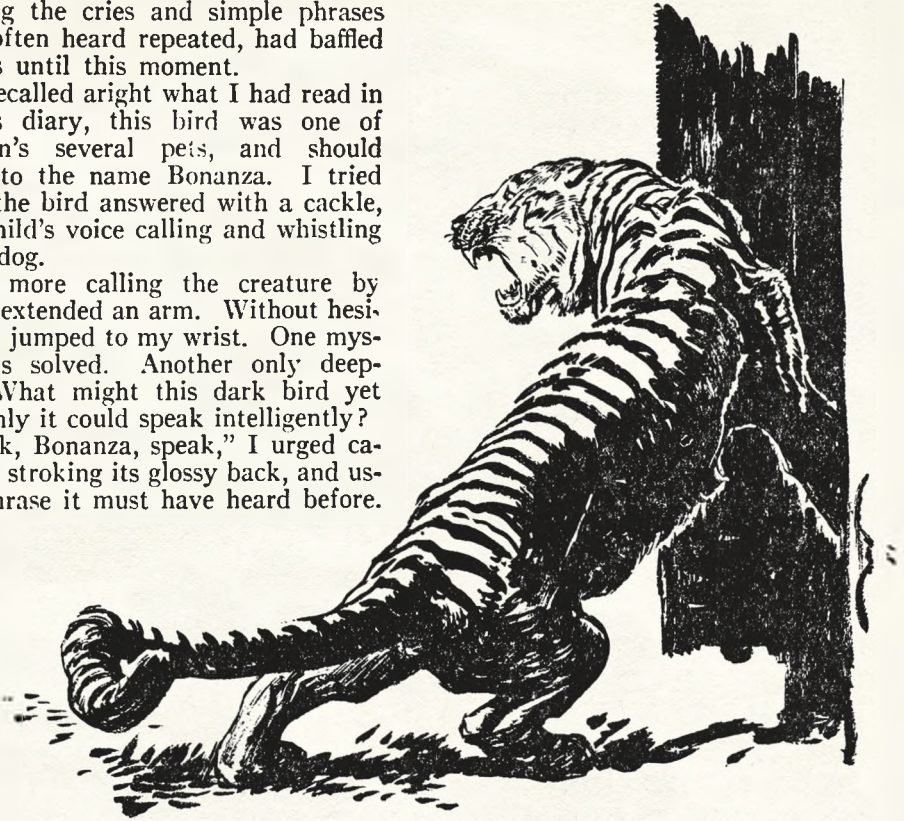 g the cries and simple phrases
often heard repeated, had baffled
s until this moment.
ecalled aright what I had read in
s diary, this bird was one of
n's several pets, and should
to the name Bonanza. I tried
the bird answered with a cackle,
hild's voice calling and whistling
dog.
more calling the creature by
extended an arm. Without hesi-
jumped to my wrist. One mys-
s solved. Another only deep-
What might this dark bird yet
nly it could speak intelligently?
k, Bonanza, speak,” I urged ca-
stroking its glossy back, and us-
hrase it must have heard before.